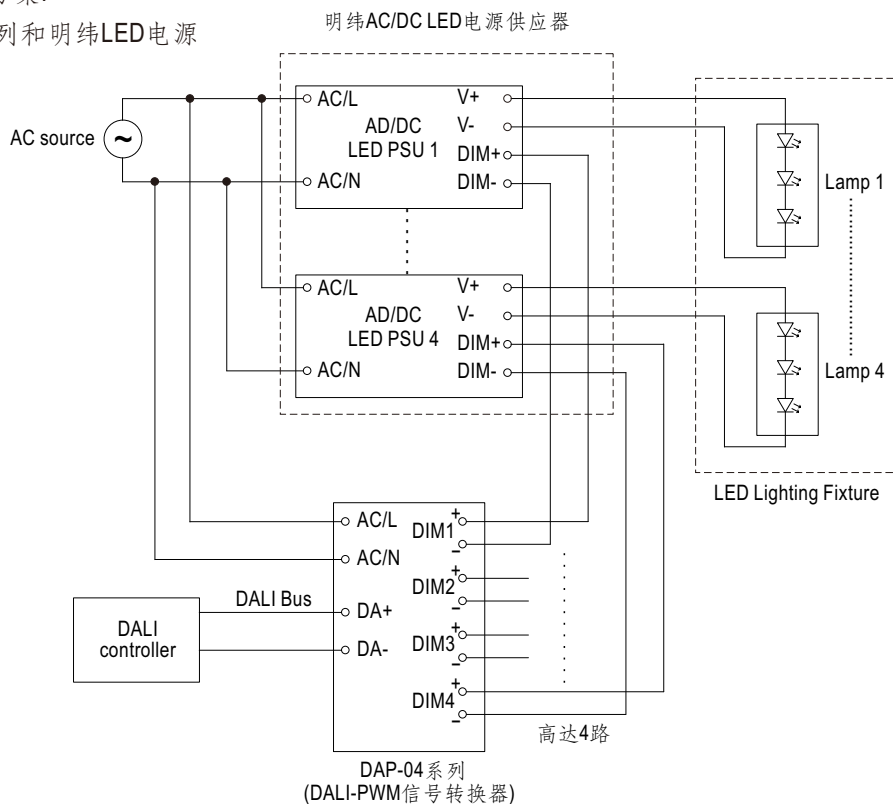 列和明纬LED电源
明纬AC/DC LED电源供应器
AC source
~
AC/L
AD/DC
LED PSU 1
AC/N
V+
V-
DIM+
DIM-
Lamp 1
AC/L
AD/DC
LED PSU 4
AC/N
V+
V-
DIM+
DIM-
Lamp 4
LED Lighting Fixture
AC/L
AC/N
DA+
DA-
DIM1
+
–
DIM2
+
–
DIM3
+
–
DIM4
+
–
DALI Bus
DALI
controller
高达4路
DAP-04系列
(DALI-PWM信号转换器)